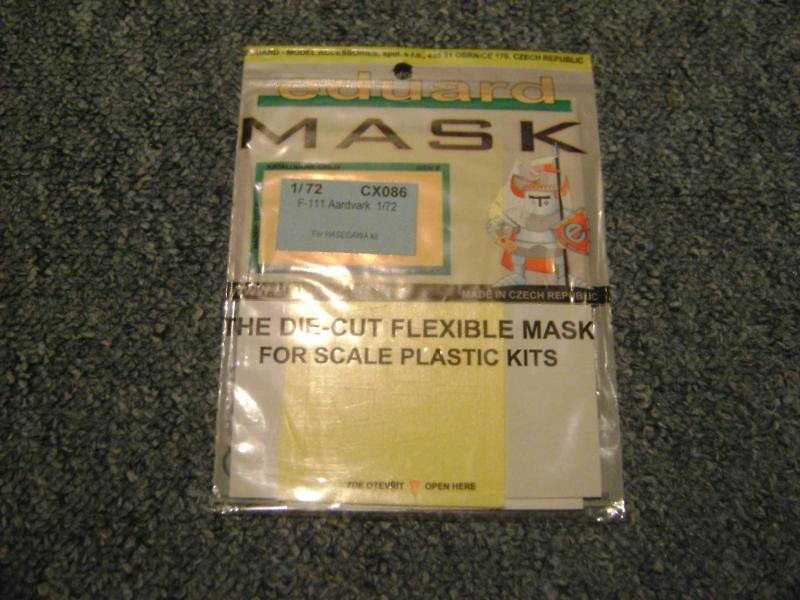 EDUARD - MODEL ACCESSORIES, spol. s r.o., 435 21 OBRNICE 170, CZECH REPUBLIC
eduard
MASK
1/72 CX086
F-111 Aardvark 1/72
For HASEGAWA kit
e
MADE IN CZECH REPUBLIC
THE DIE-CUT FLEXIBLE MASK
FOR SCALE PLASTIC KITS
ZDE OTEVŘÍT OPEN HERE